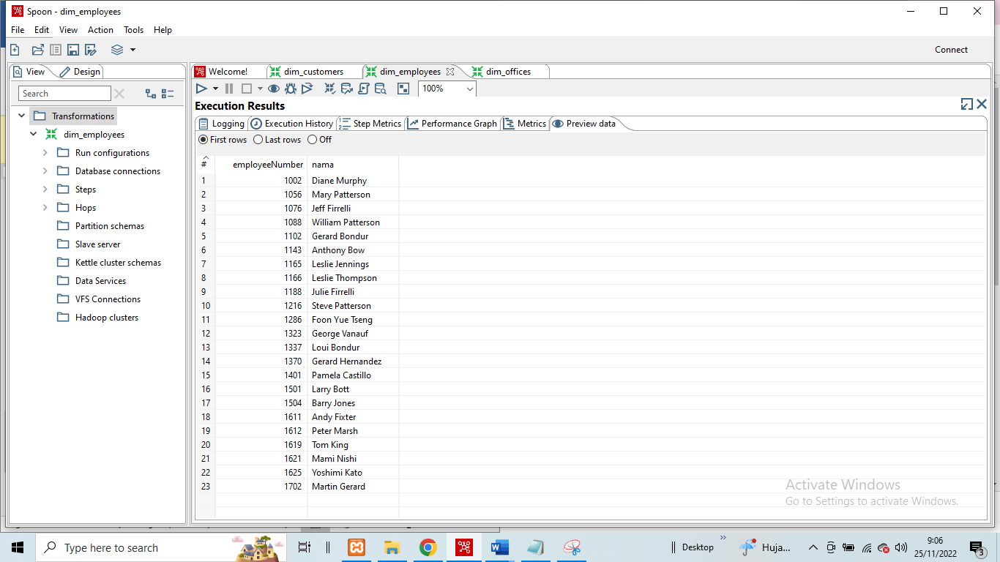 Spoon - dim_employees
File Edit View Action Tools Help
Connect
View Design
Welcome! dim_customers dim_employees dim_offices
Search
100%
Transformations
dim_employees
Run configurations
Database connections
Steps
Hops
Partition schemas
Slave server
Kettle cluster schemas
Data Services
VFS Connections
Hadoop clusters
Execution Results
Logging Execution History Step Metrics Performance Graph Metrics Preview data
First rows Last rows Off
# employeeNumber nama
1 1002 Diane Murphy
2 1056 Mary Patterson
3 1076 Jeff Firrelli
4 1088 William Patterson
5 1102 Gerard Bondur
6 1143 Anthony Bow
7 1165 Leslie Jennings
8 1166 Leslie Thompson
9 1188 Julie Firrelli
10 1216 Steve Patterson
11 1286 Foon Yue Tseng
12 1323 George Vanauf
13 1337 Loui Bondur
14 1370 Gerard Hernandez
15 1401 Pamela Castillo
16 1501 Larry Bott
17 1504 Barry Jones
18 1611 Andy Fixter
19 1612 Peter Marsh
20 1619 Tom King
21 1621 Mami Nishi
22 1625 Yoshimi Kato
23 1702 Martin Gerard
Activate Windows
Go to Settings to activate Windows.
Type here to search
Desktop
Huja...
9:06
25/11/2022
3